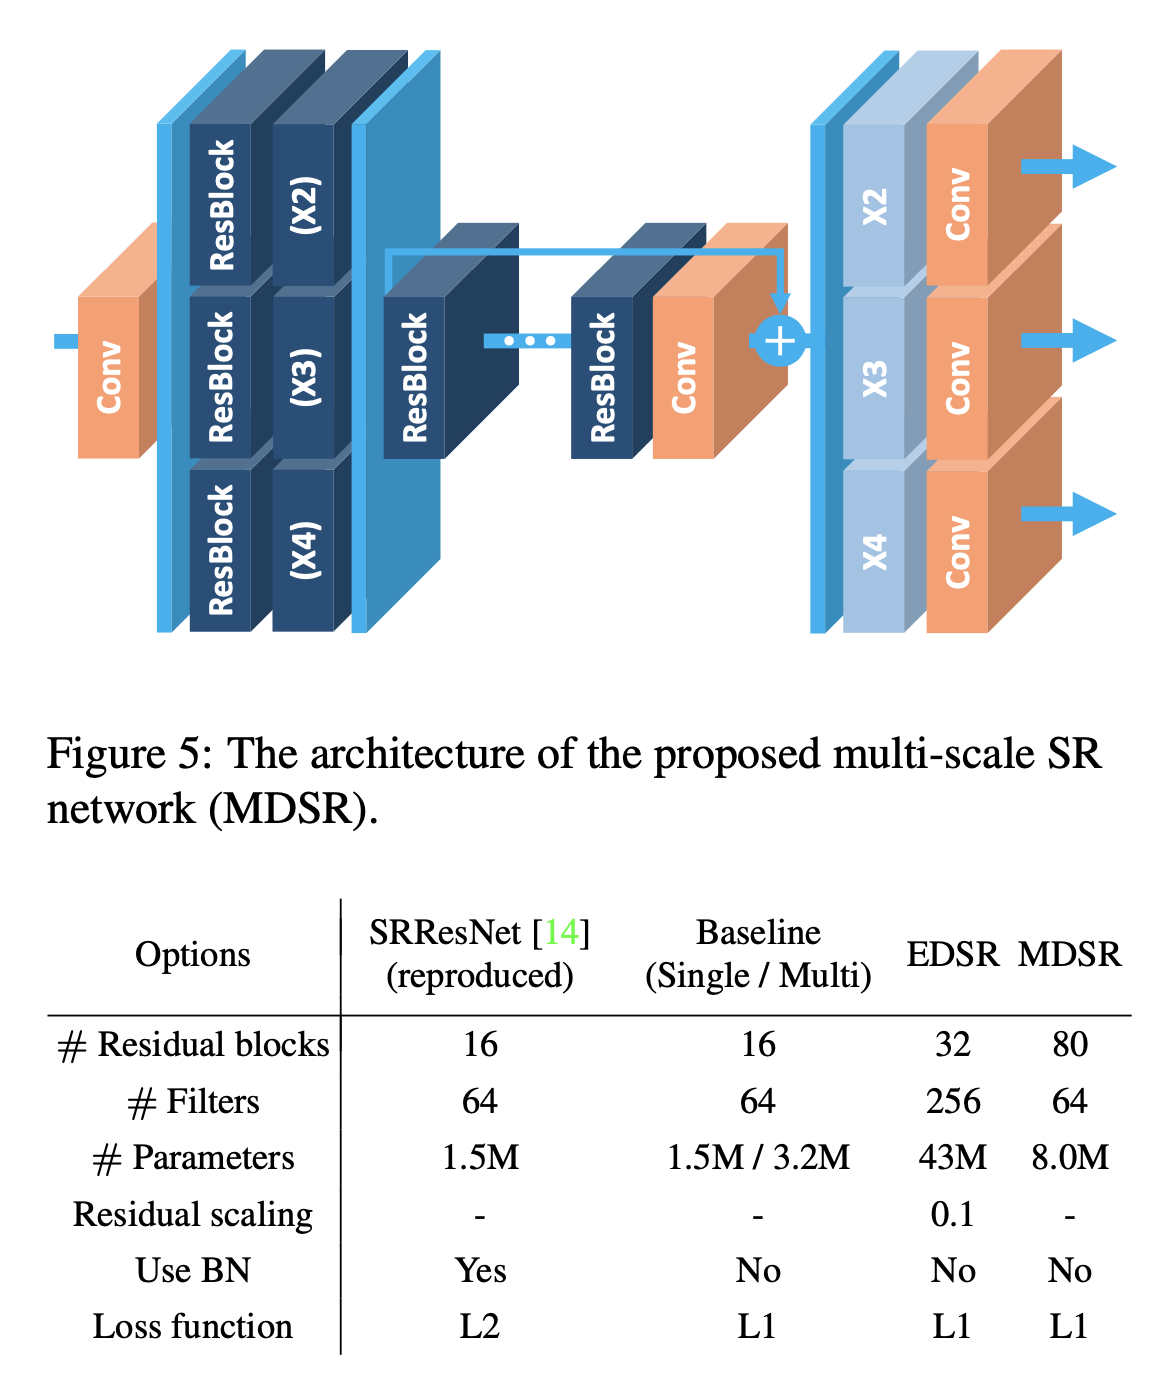 Conv
ResBlock (X2)
ResBlock (X3)
ResBlock (X4)
ResBlock
ResBlock
Conv
X2 Conv
X3 Conv
X4 Conv
Figure 5: The architecture of the proposed multi-scale SR
network (MDSR).
Options SRResNet [14] (reproduced) Baseline (Single / Multi) EDSR MDSR
# Residual blocks 16 16 32 80
# Filters 64 64 256 64
# Parameters 1.5M 1.5M / 3.2M 43M 8.0M
Residual scaling - - 0.1 -
Use BN Yes No No No
Loss function L2 L1 L1 L1